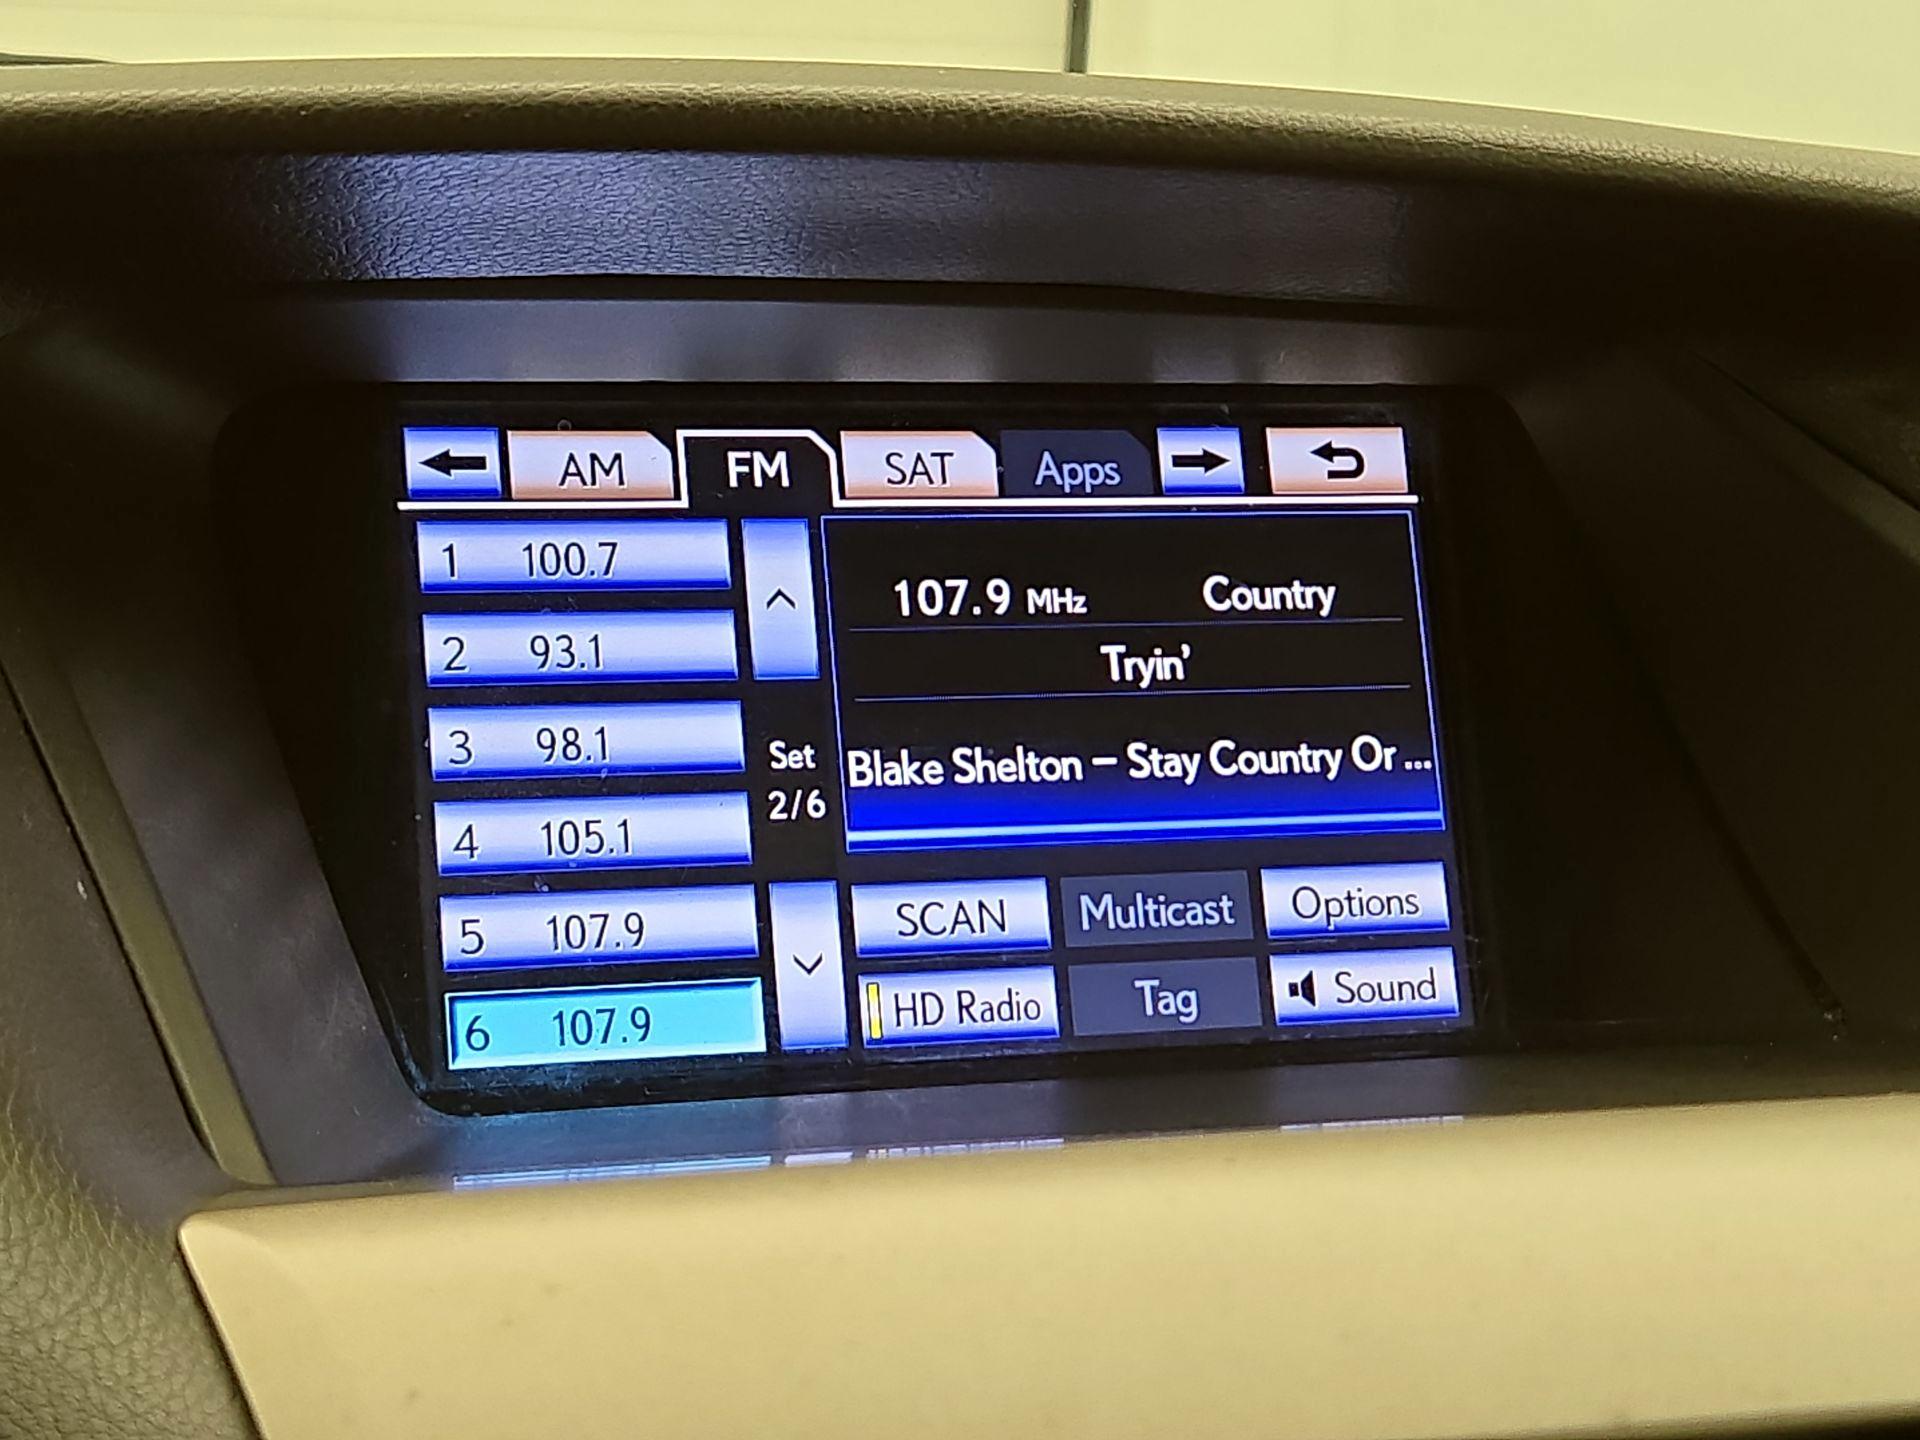 AM FM SAT Apps
1 100.7
2 93.1
3 98.1
4 105.1
5 107.9
6 107.9
Set
2/6
107.9 MHz Country
Tryin'
Blake Shelton – Stay Country Or ...
SCAN Multicast Options
HD Radio Tag Sound